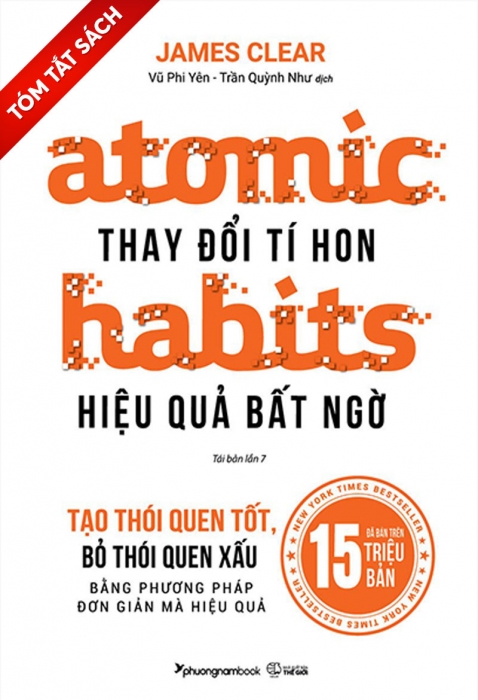 TÓM TẮT SÁCH
JAMES CLEAR
Vũ Phi Yên - Trần Quỳnh Như dịch
atomic
THAY ĐỔI TÍ HON
habits
HIỆU QUẢ BẤT NGỜ
Tái bản lần 7
TẠO THÓI QUEN TỐT,
BỎ THÓI QUEN XẤU
BẰNG PHƯƠNG PHÁP
ĐƠN GIẢN MÀ HIỆU QUẢ
NEW YORK TIMES BESTSELLER
ĐÃ BÁN TRÊN
15 TRIỆU
BẢN
NEW YORK TIMES BESTSELLER
phuongnambook
THẾ GIỚI